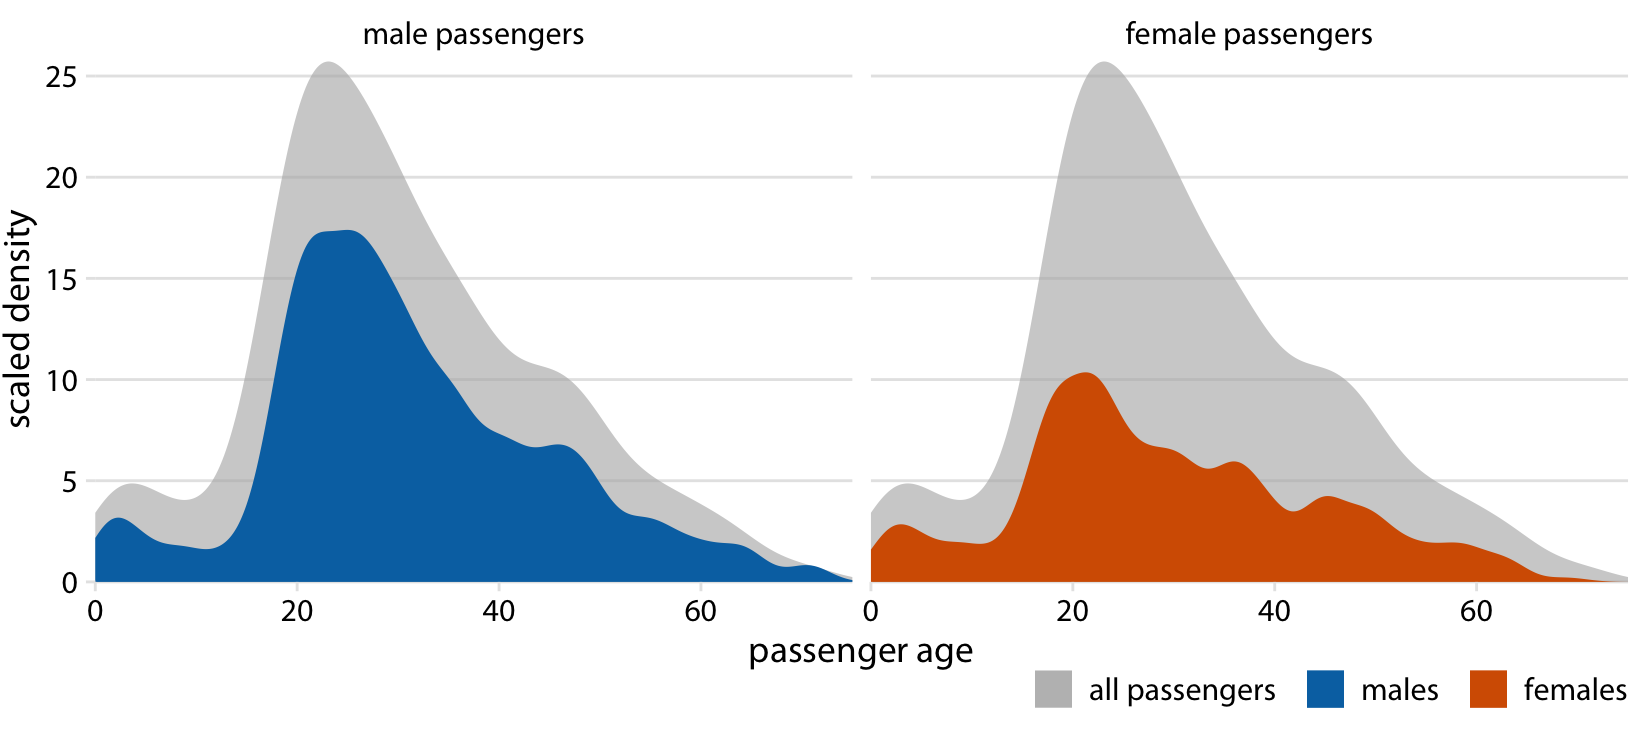 male passengers
female passengers
25
20
15
10
5
0
scaled density
0 20 40 60
0 20 40 60
passenger age
all passengers males females